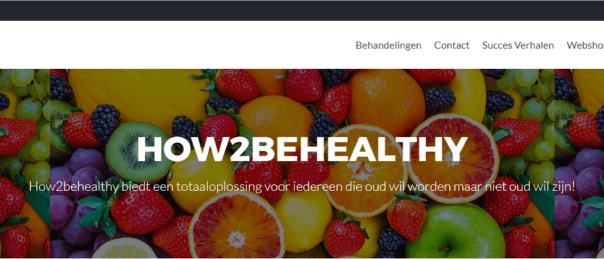 Behandelingen Contact Succes Verhalen Websho
HOW2BEHEALTHY
How2behealthy biedt een totaaloplossing voor iedereen die oud wil worden maar niet oud wil zijn!